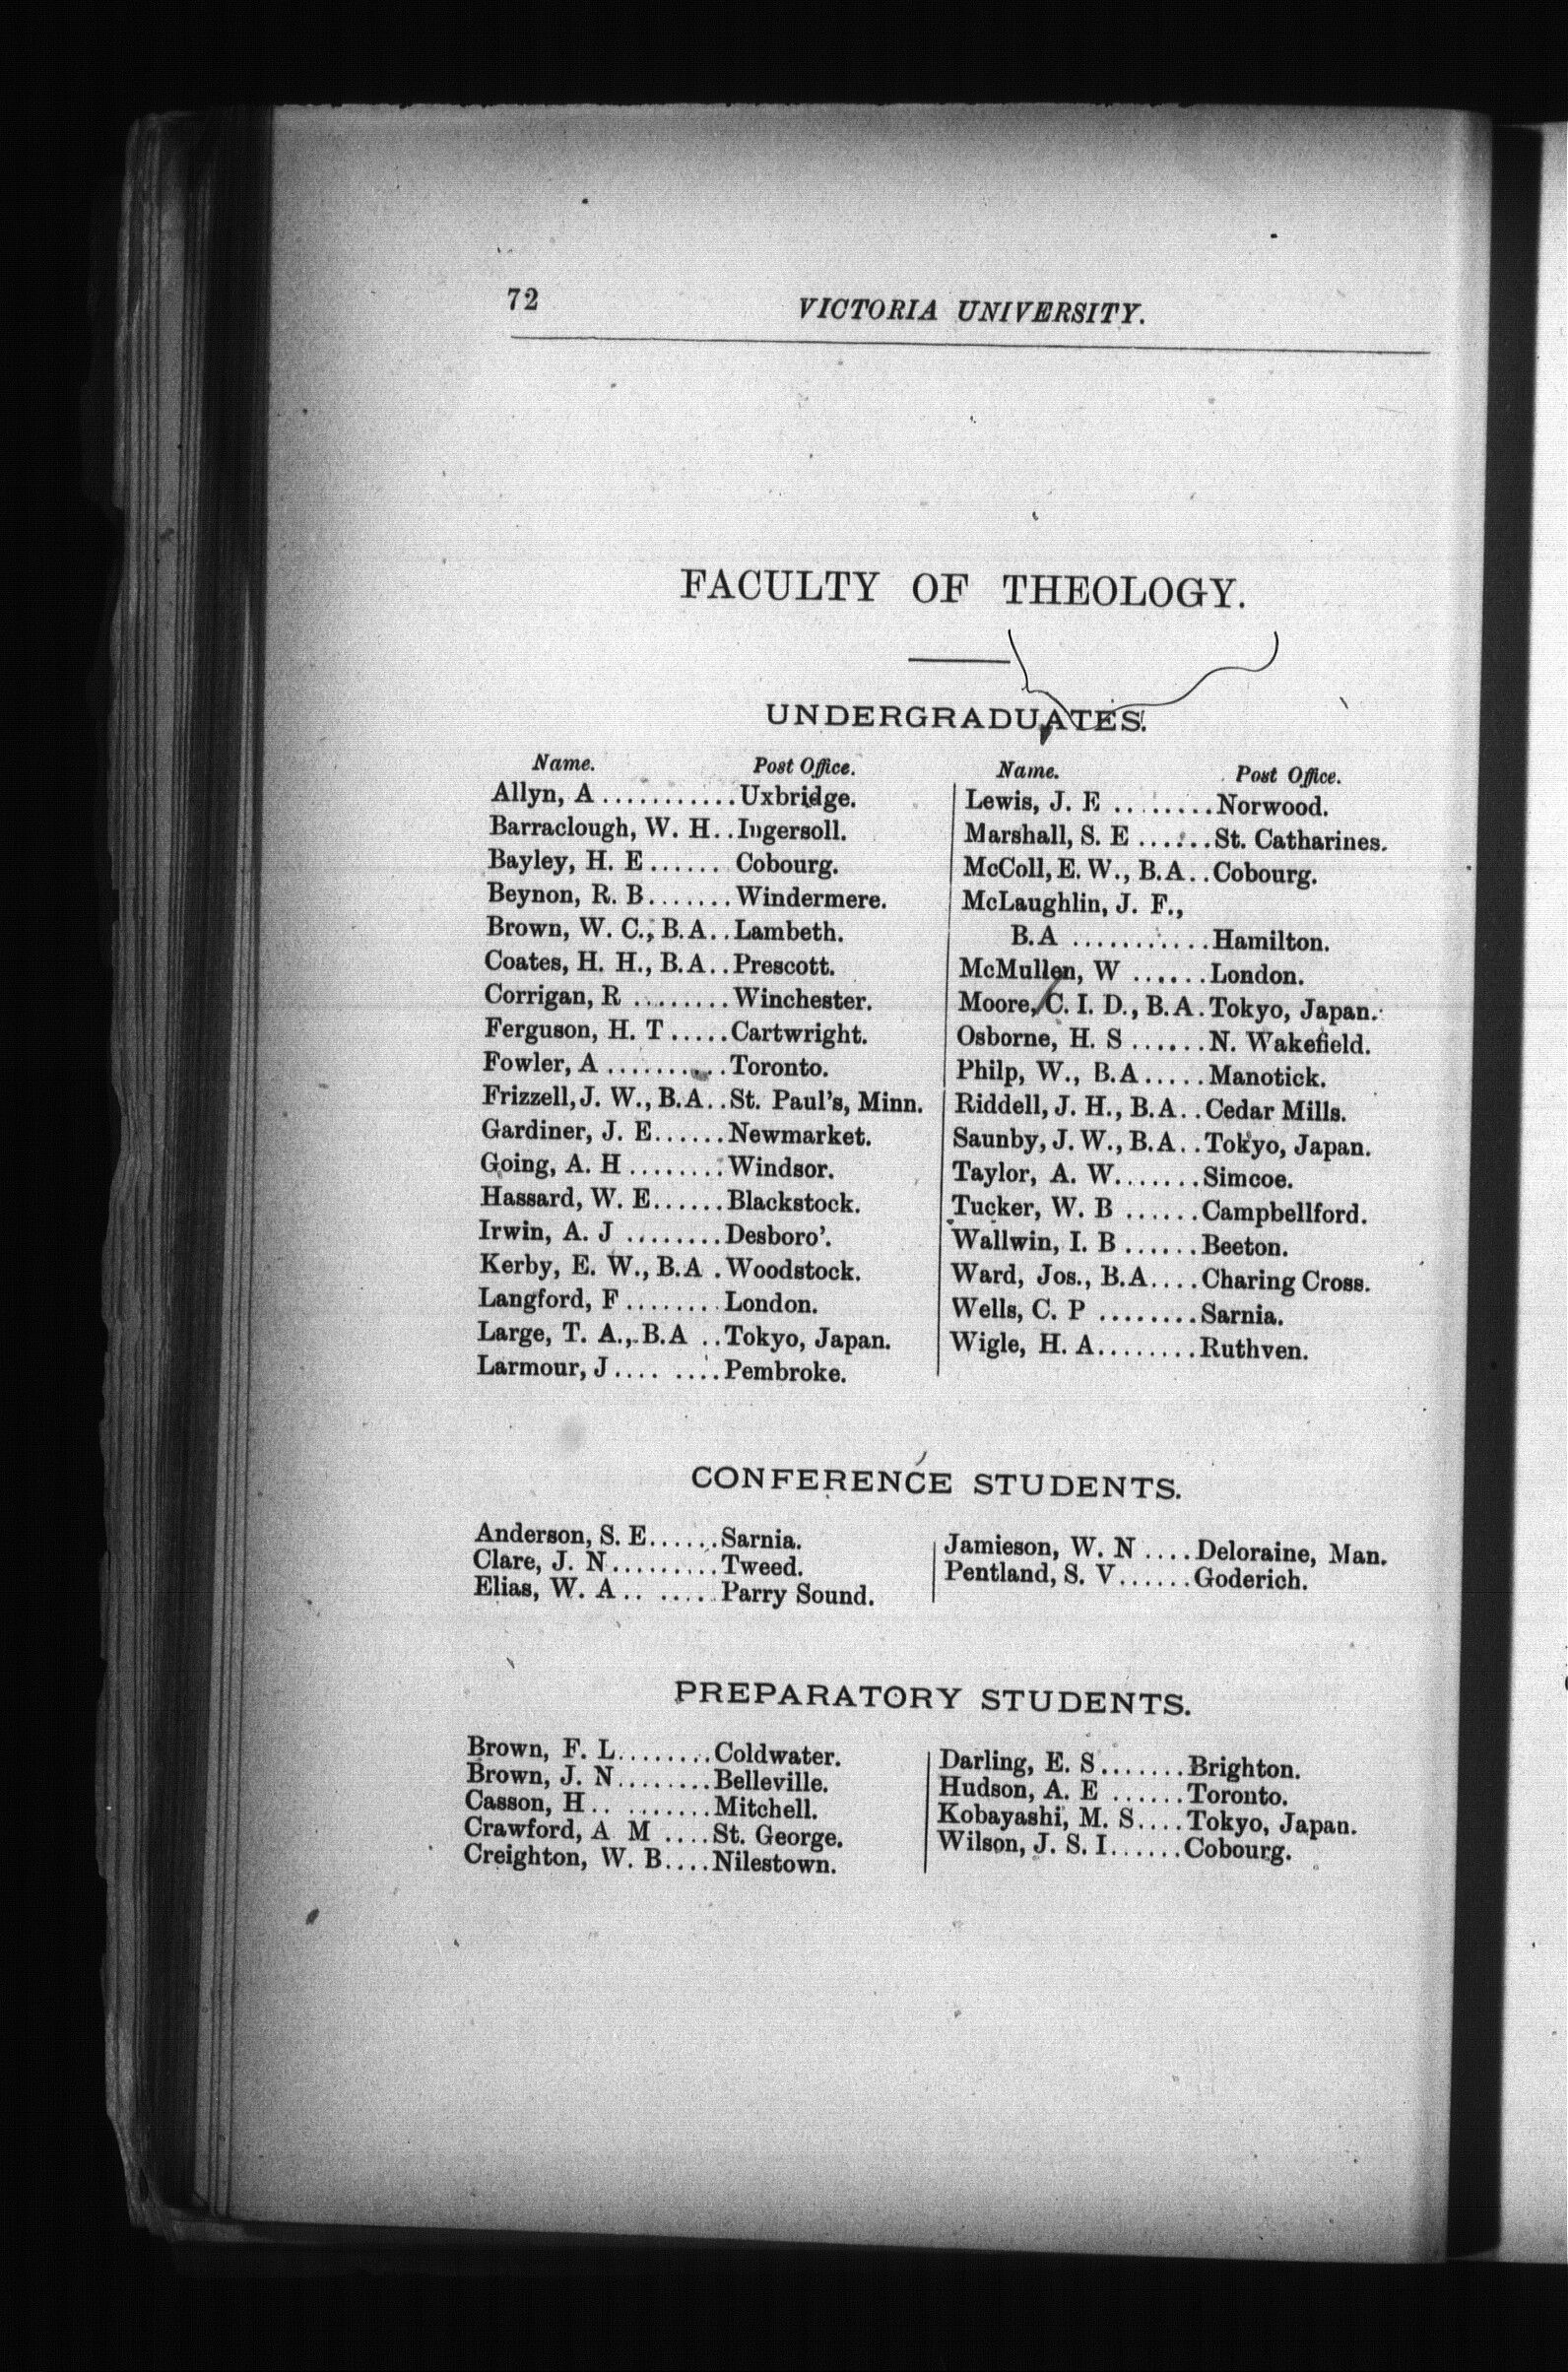 72
VICTORIA UNIVERSITY.
FACULTY OF THEOLOGY.
UNDERGRADUATES.
Name. Post Office.
Allyn, A............Uxbridge.
Barraclough, W. H..Ingersoll.
Bayley, H. E...... Cobourg.
Beynon, R. B.......Windermere.
Brown, W. C., B.A..Lambeth.
Coates, H. H., B.A..Prescott.
Corrigan, R ........Winchester.
Ferguson, H. T.....Cartwright.
Fowler, A ..........Toronto.
Frizzell, J. W., B.A..St. Paul's, Minn.
Gardiner, J. E......Newmarket.
Going, A. H........Windsor.
Hassard, W. E......Blackstock.
Irwin, A. J ........Desboro'.
Kerby, E. W., B.A .Woodstock.
Langford, F........London.
Large, T. A., B.A ..Tokyo, Japan.
Larmour, J.... ....Pembroke.
Name. Post Office.
Lewis, J. E ........Norwood.
Marshall, S. E ......St. Catharines.
McColl, E. W., B.A..Cobourg.
McLaughlin, J. F.,
B.A ...........Hamilton.
McMullen, W ......London.
Moore, C. I. D., B.A.Tokyo, Japan.
Osborne, H. S ......N. Wakefield.
Philp, W., B.A.....Manotick.
Riddell, J. H., B.A..Cedar Mills.
Saunby, J. W., B.A..Tokyo, Japan.
Taylor, A. W.......Simcoe.
Tucker, W. B ......Campbellford.
Wallwin, I. B ......Beeton.
Ward, Jos., B.A....Charing Cross.
Wells, C. P ........Sarnia.
Wigle, H. A........Ruthven.
CONFERENCE STUDENTS.
Anderson, S. E......Sarnia.
Clare, J. N..........Tweed.
Elias, W. A.. .....Parry Sound.
Jamieson, W. N ....Deloraine, Man.
Pentland, S. V......Goderich.
PREPARATORY STUDENTS.
Brown, F. L........Coldwater.
Brown, J. N........Belleville.
Casson, H.. .......Mitchell.
Crawford, A M ....St. George.
Creighton, W. B....Nilestown.
Darling, E. S.......Brighton.
Hudson, A. E ......Toronto.
Kobayashi, M. S....Tokyo, Japan.
Wilson, J. S. I......Cobourg.